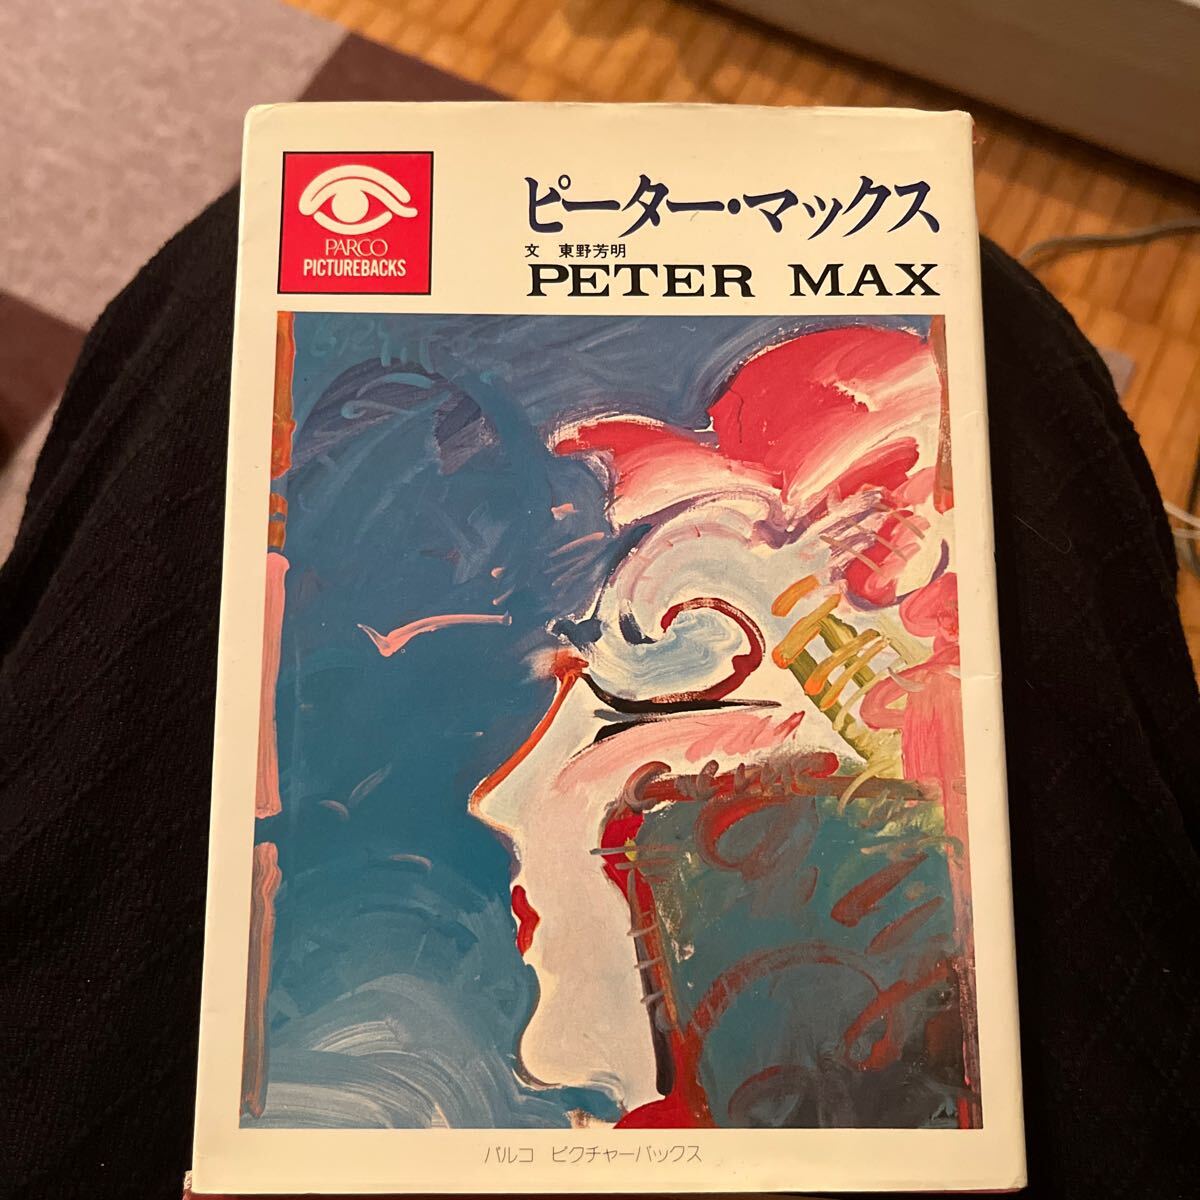 PARCO
PICTUREBACKS
ピーター・マックス
文　東野芳明
PETER MAX
パルコ　ピクチャーバックス